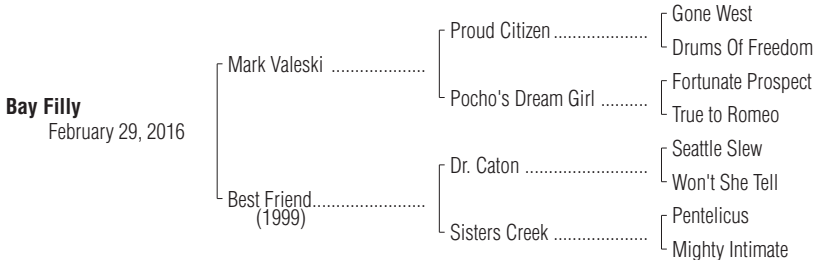 Bay Filly
February 29, 2016
Mark Valeski ....................
Best Friend........................
(1999)
Proud Citizen ....................
Pocho's Dream Girl ..........
Dr. Caton ..........................
Sisters Creek ....................
Gone West
Drums Of Freedom
Fortunate Prospect
True to Romeo
Seattle Slew
Won't She Tell
Pentelicus
Mighty Intimate